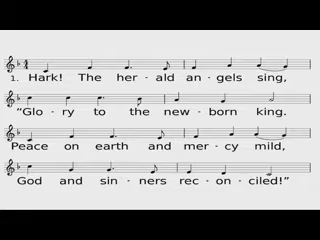 1. Hark! The her - ald an - gels sing,
“Glo - ry to the new - born king.
Peace on earth and mer - cy mild,
God and sin - ners rec - on - ciled!”